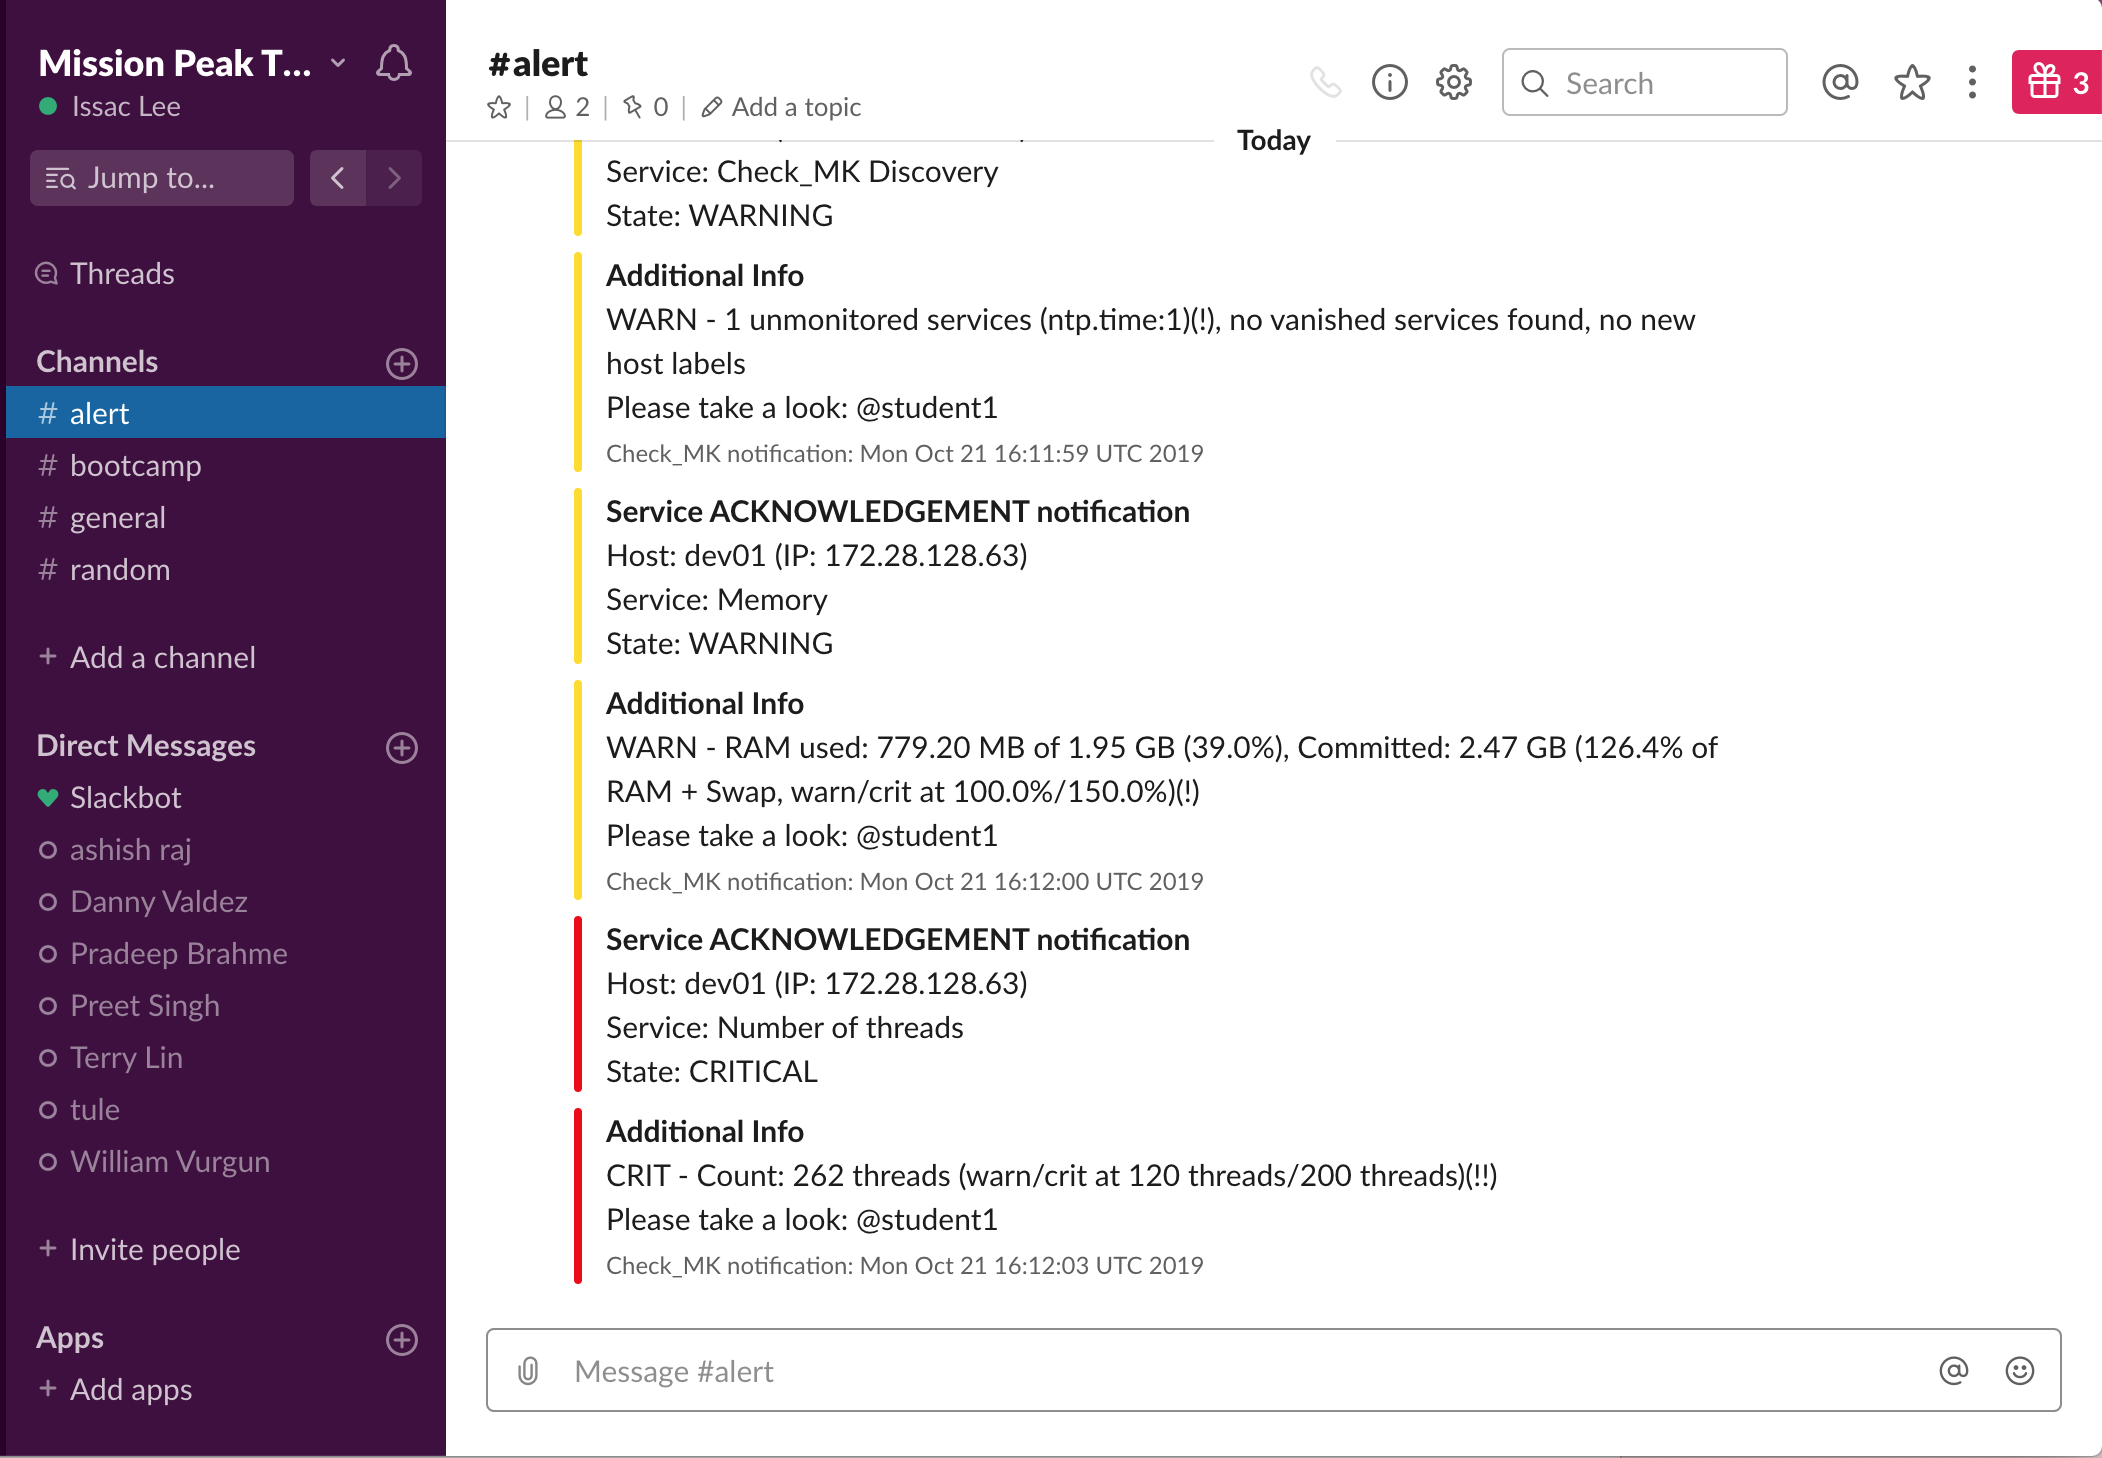 Mission Peak T...
Issac Lee
Jump to...
Threads
Channels
# alert
# bootcamp
# general
# random
+ Add a channel
Direct Messages
Slackbot
ashish raj
Danny Valdez
Pradeep Brahme
Preet Singh
Terry Lin
tule
William Vurgun
+ Invite people
Apps
+ Add apps
#alert
2 | 0 | Add a topic
Search
3
Today
Service: Check_MK Discovery
State: WARNING
Additional Info
WARN - 1 unmonitored services (ntp.time:1)(!), no vanished services found, no new
host labels
Please take a look: @student1
Check_MK notification: Mon Oct 21 16:11:59 UTC 2019
Service ACKNOWLEDGEMENT notification
Host: dev01 (IP: 172.28.128.63)
Service: Memory
State: WARNING
Additional Info
WARN - RAM used: 779.20 MB of 1.95 GB (39.0%), Committed: 2.47 GB (126.4% of
RAM + Swap, warn/crit at 100.0%/150.0%)(!)
Please take a look: @student1
Check_MK notification: Mon Oct 21 16:12:00 UTC 2019
Service ACKNOWLEDGEMENT notification
Host: dev01 (IP: 172.28.128.63)
Service: Number of threads
State: CRITICAL
Additional Info
CRIT - Count: 262 threads (warn/crit at 120 threads/200 threads)(!!)
Please take a look: @student1
Check_MK notification: Mon Oct 21 16:12:03 UTC 2019
Message #alert